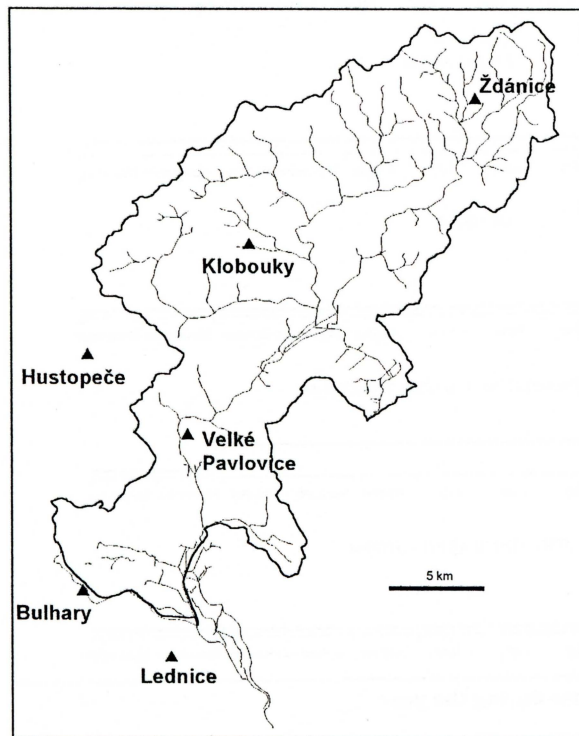 Ždánice
Klobouky
Hustopeče
Velké
Pavlovice
5 km
Bulhary
Lednice